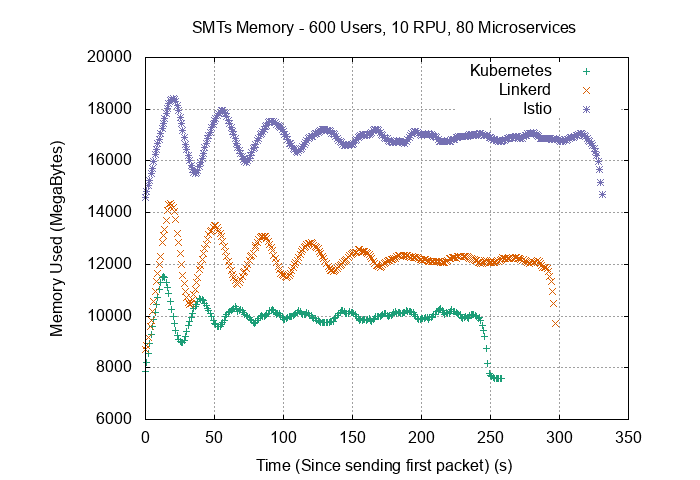 SMTs Memory - 600 Users, 10 RPU, 80 Microservices
20000
18000
16000
14000
12000
10000
8000
6000
Memory Used (MegaBytes)
Kubernetes
Linkerd
Istio
0 50 100 150 200 250 300 350
Time (Since sending first packet) (s)